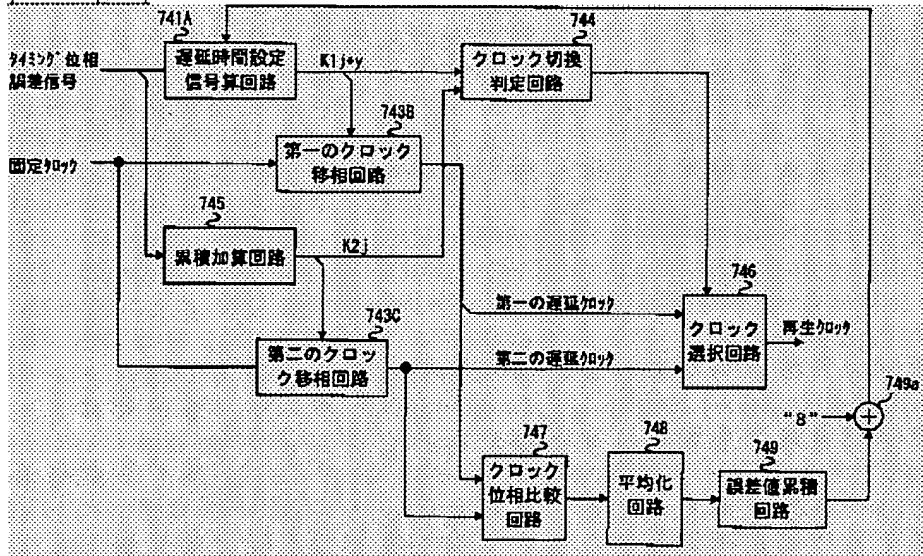 741A
744
タイミング位相
誤差信号
遅延時間設定
信号算回路
K1j+y
クロック切換
判定回路
743B
固定クロック
第一のクロック
移相回路
745
累積加算回路
K2j
746
第一の遅延クロック
743C
クロック
選択回路
再生クロック
第二のクロッ
ク移相回路
第二の遅延クロック
749a
"8"
747
748
749
クロック
位相比較
回路
平均化
回路
誤差値累積
回路